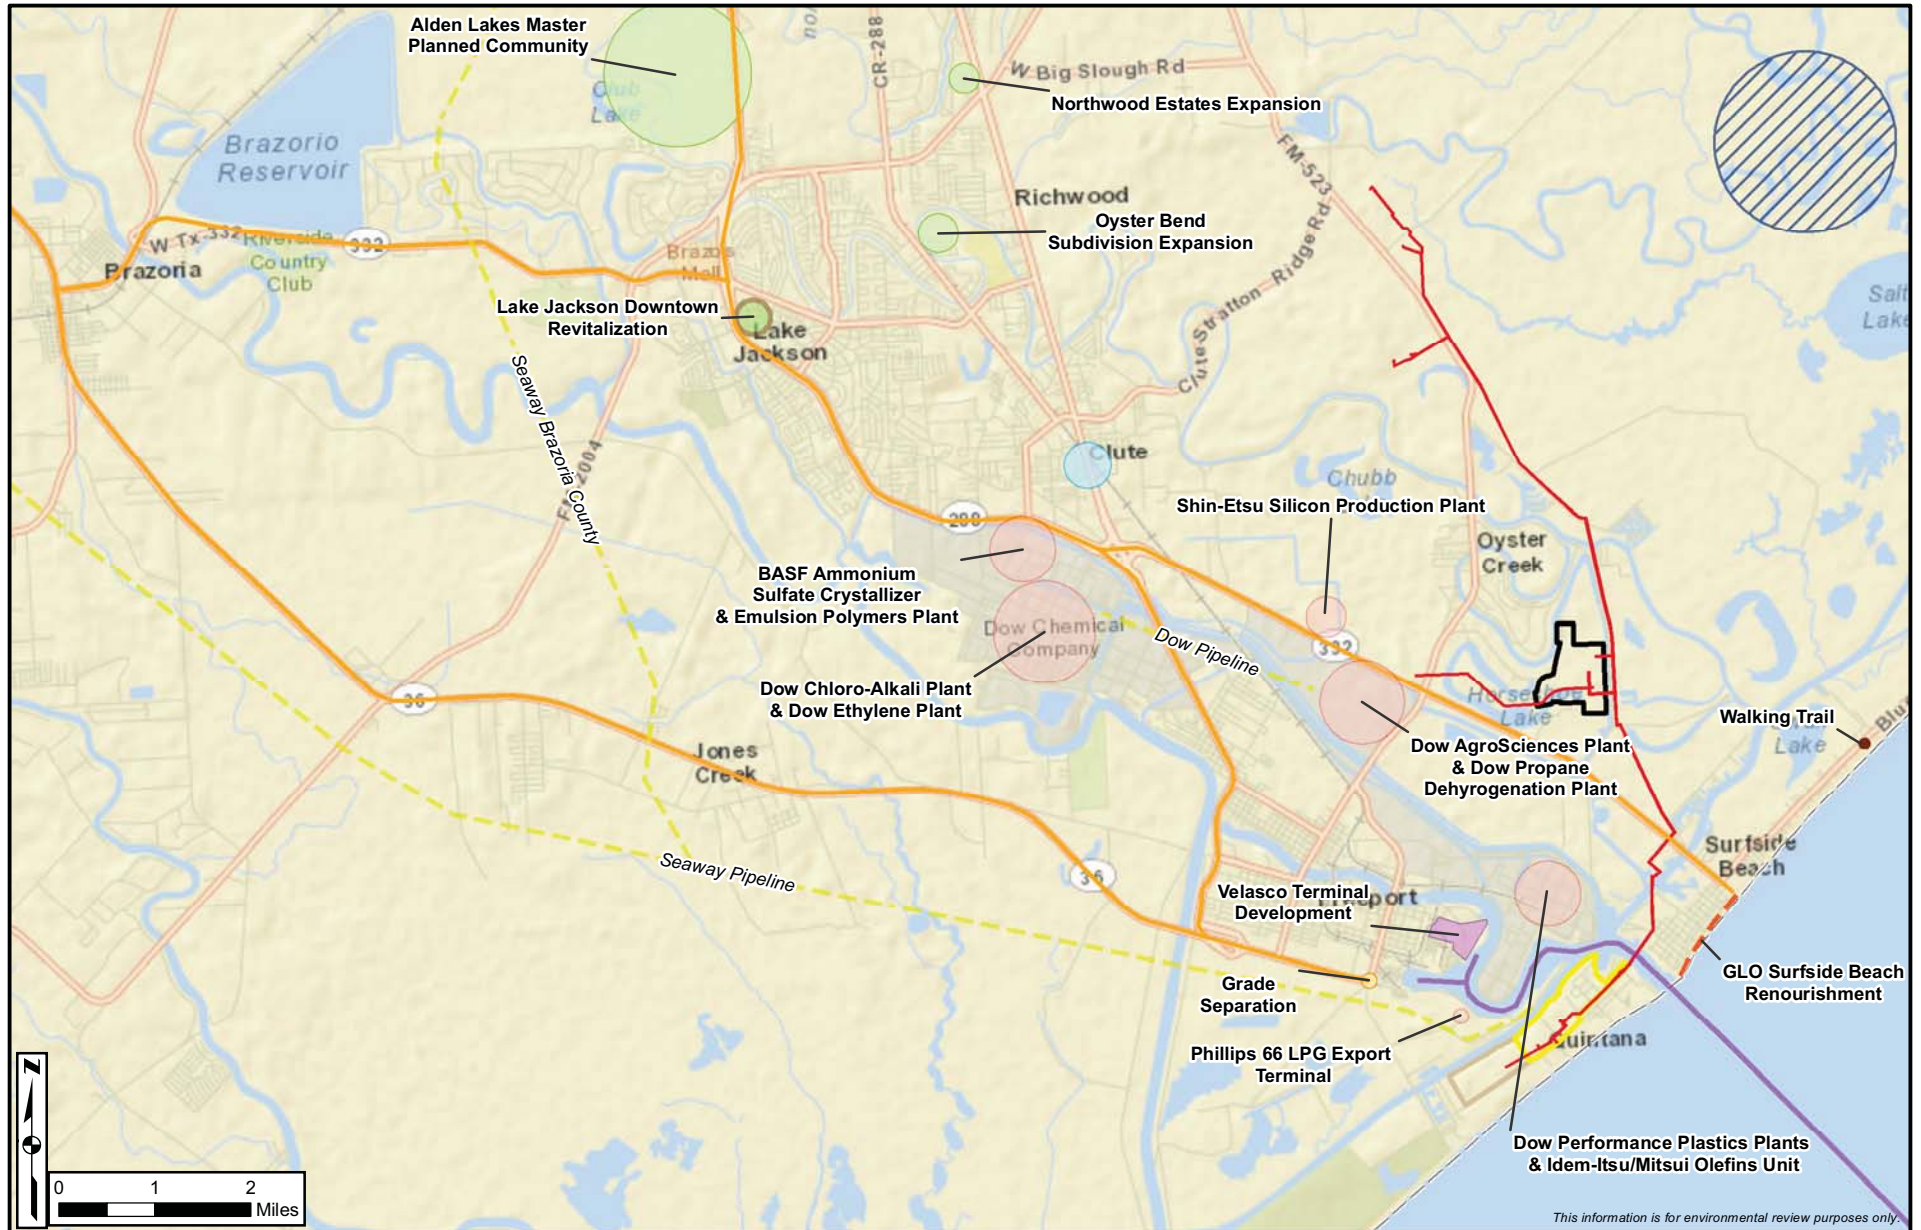 Alden Lakes Master
Planned Community
Club
Lake
CR-288
W Big Slough Rd
Northwood Estates Expansion
Brazorio
Reservoir
FM-523
Richwood
Oyster Bend
Subdivision Expansion
W Tx-332
Riverside
Country
Club
332
Brazoria
Brazos
Mall
Clute
Stratton Ridge Rd
Salt
Lake
Lake Jackson Downtown
Revitalization
Lake
Jackson
Seaway Brazoria County
Clute
Chubb
Shin-Etsu Silicon Production Plant
288
Oyster
Creek
BASF Ammonium
Sulfate Crystallizer
& Emulsion Polymers Plant
Dow Chemical
Company
Dow Pipeline
332
Dow Chloro-Alkali Plant
& Dow Ethylene Plant
36
Horseshoe
Lake
Walking Trail
Blu
Lake
Jones
Creek
Dow AgroSciences Plant
& Dow Propane
Dehyrogenation Plant
Surfside
Beach
Seaway Pipeline
36
Velasco Terminal
Development
GLO Surfside Beach
Renourishment
Grade
Separation
Quintana
Phillips 66 LPG Export
Terminal
Dow Performance Plastics Plants
& Idem-Itsu/Mitsui Olefins Unit
N
0 1 2
Miles
This information is for environmental review purposes only.